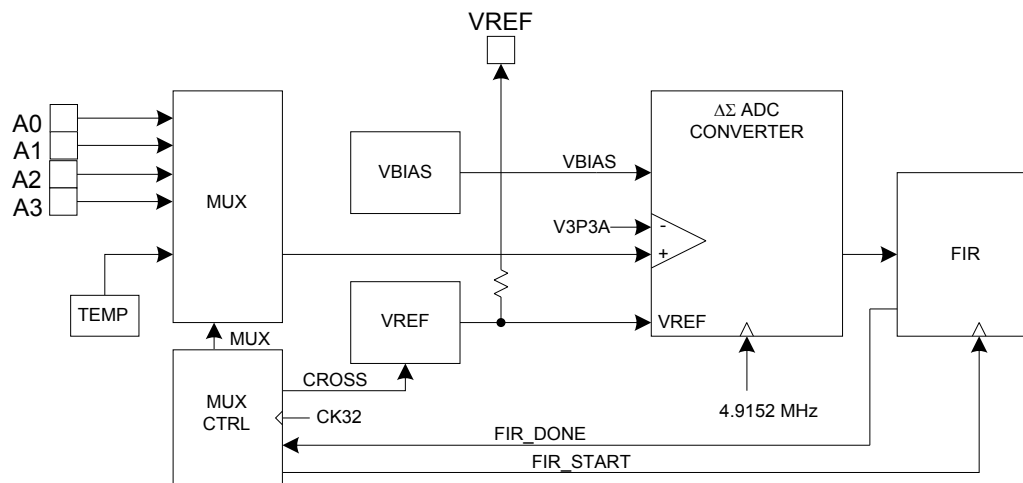 VREF
A0
A1
A2
A3
MUX
TEMP
VBIAS
VBIAS
V3P3A
-
+
ΔΣ ADC
CONVERTER
FIR
VREF
VREF
MUX
CROSS
MUX
CTRL
CK32
4.9152 MHz
FIR_DONE
FIR_START